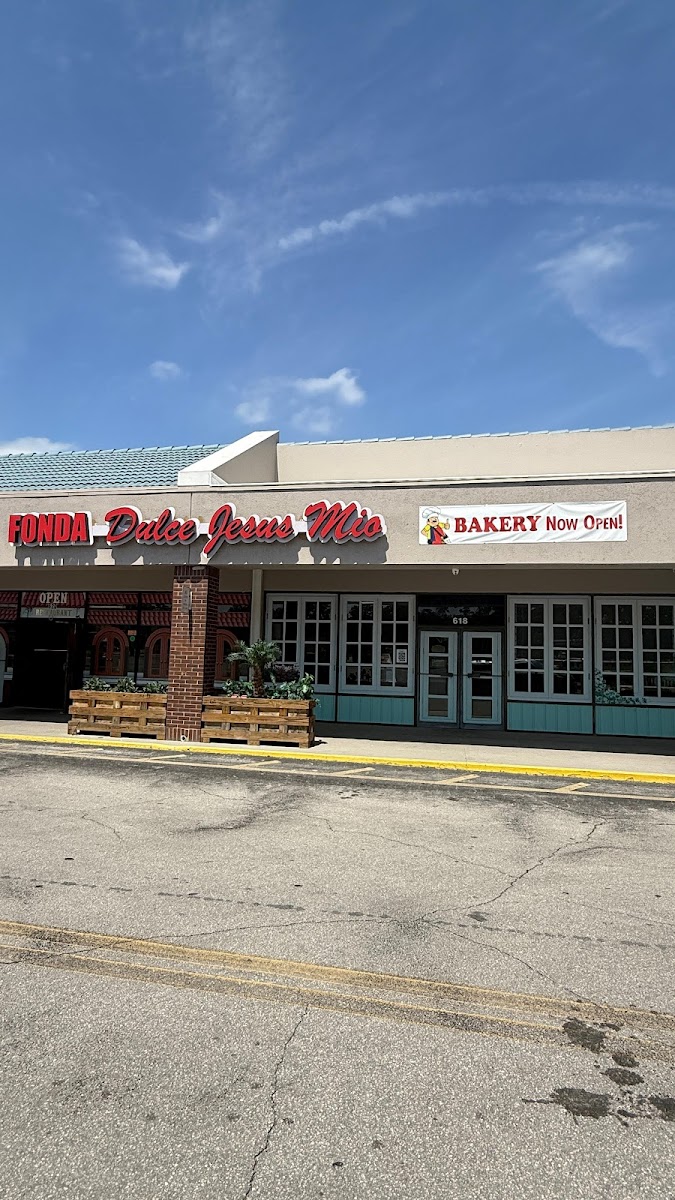 FONDA Dulce Jesus Mio
BAKERY NOW OPEN!
OPEN
618